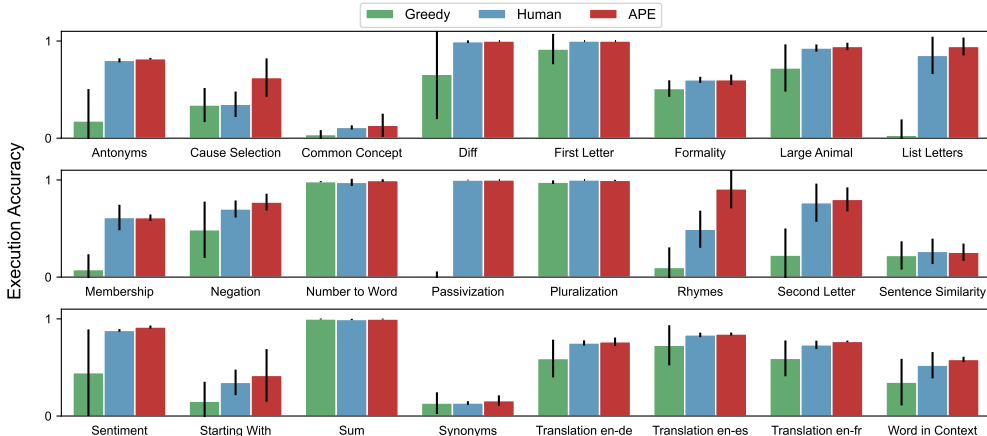 Greedy Human APE
Execution Accuracy
1
0
Antonyms Cause Selection Common Concept Diff First Letter Formality Large Animal List Letters
1
0
Membership Negation Number to Word Passivization Pluralization Rhymes Second Letter Sentence Similarity
1
0
Sentiment Starting With Sum Synonyms Translation en-de Translation en-es Translation en-fr Word in Context